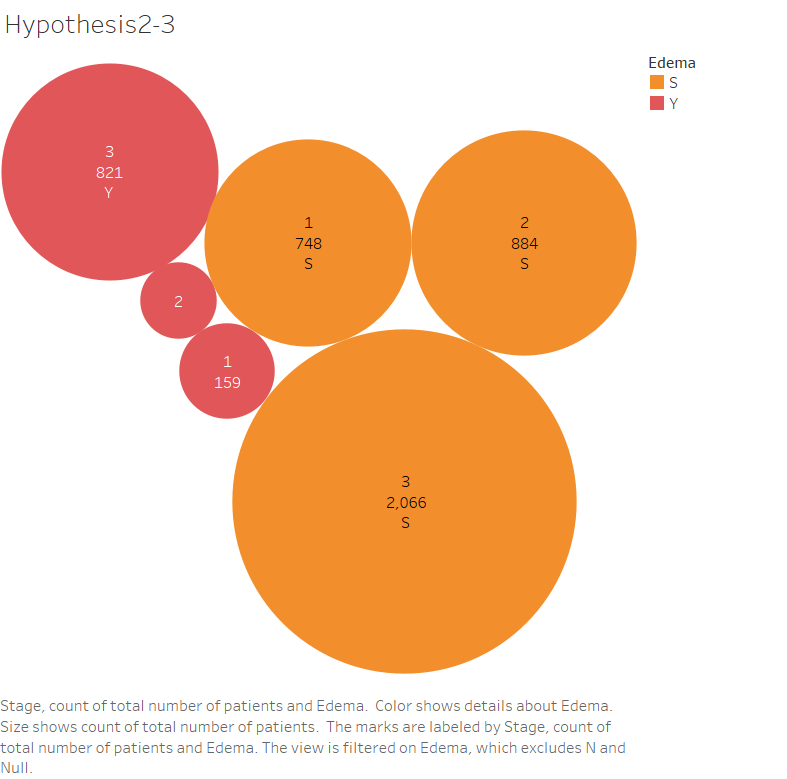 Hypothesis2-3
Edema
S
Y
3
821
Y
1
748
S
2
884
S
2
1
159
3
2,066
S
Stage, count of total number of patients and Edema.  Color shows details about Edema.
Size shows count of total number of patients.  The marks are labeled by Stage, count of
total number of patients and Edema. The view is filtered on Edema, which excludes N and
Null.